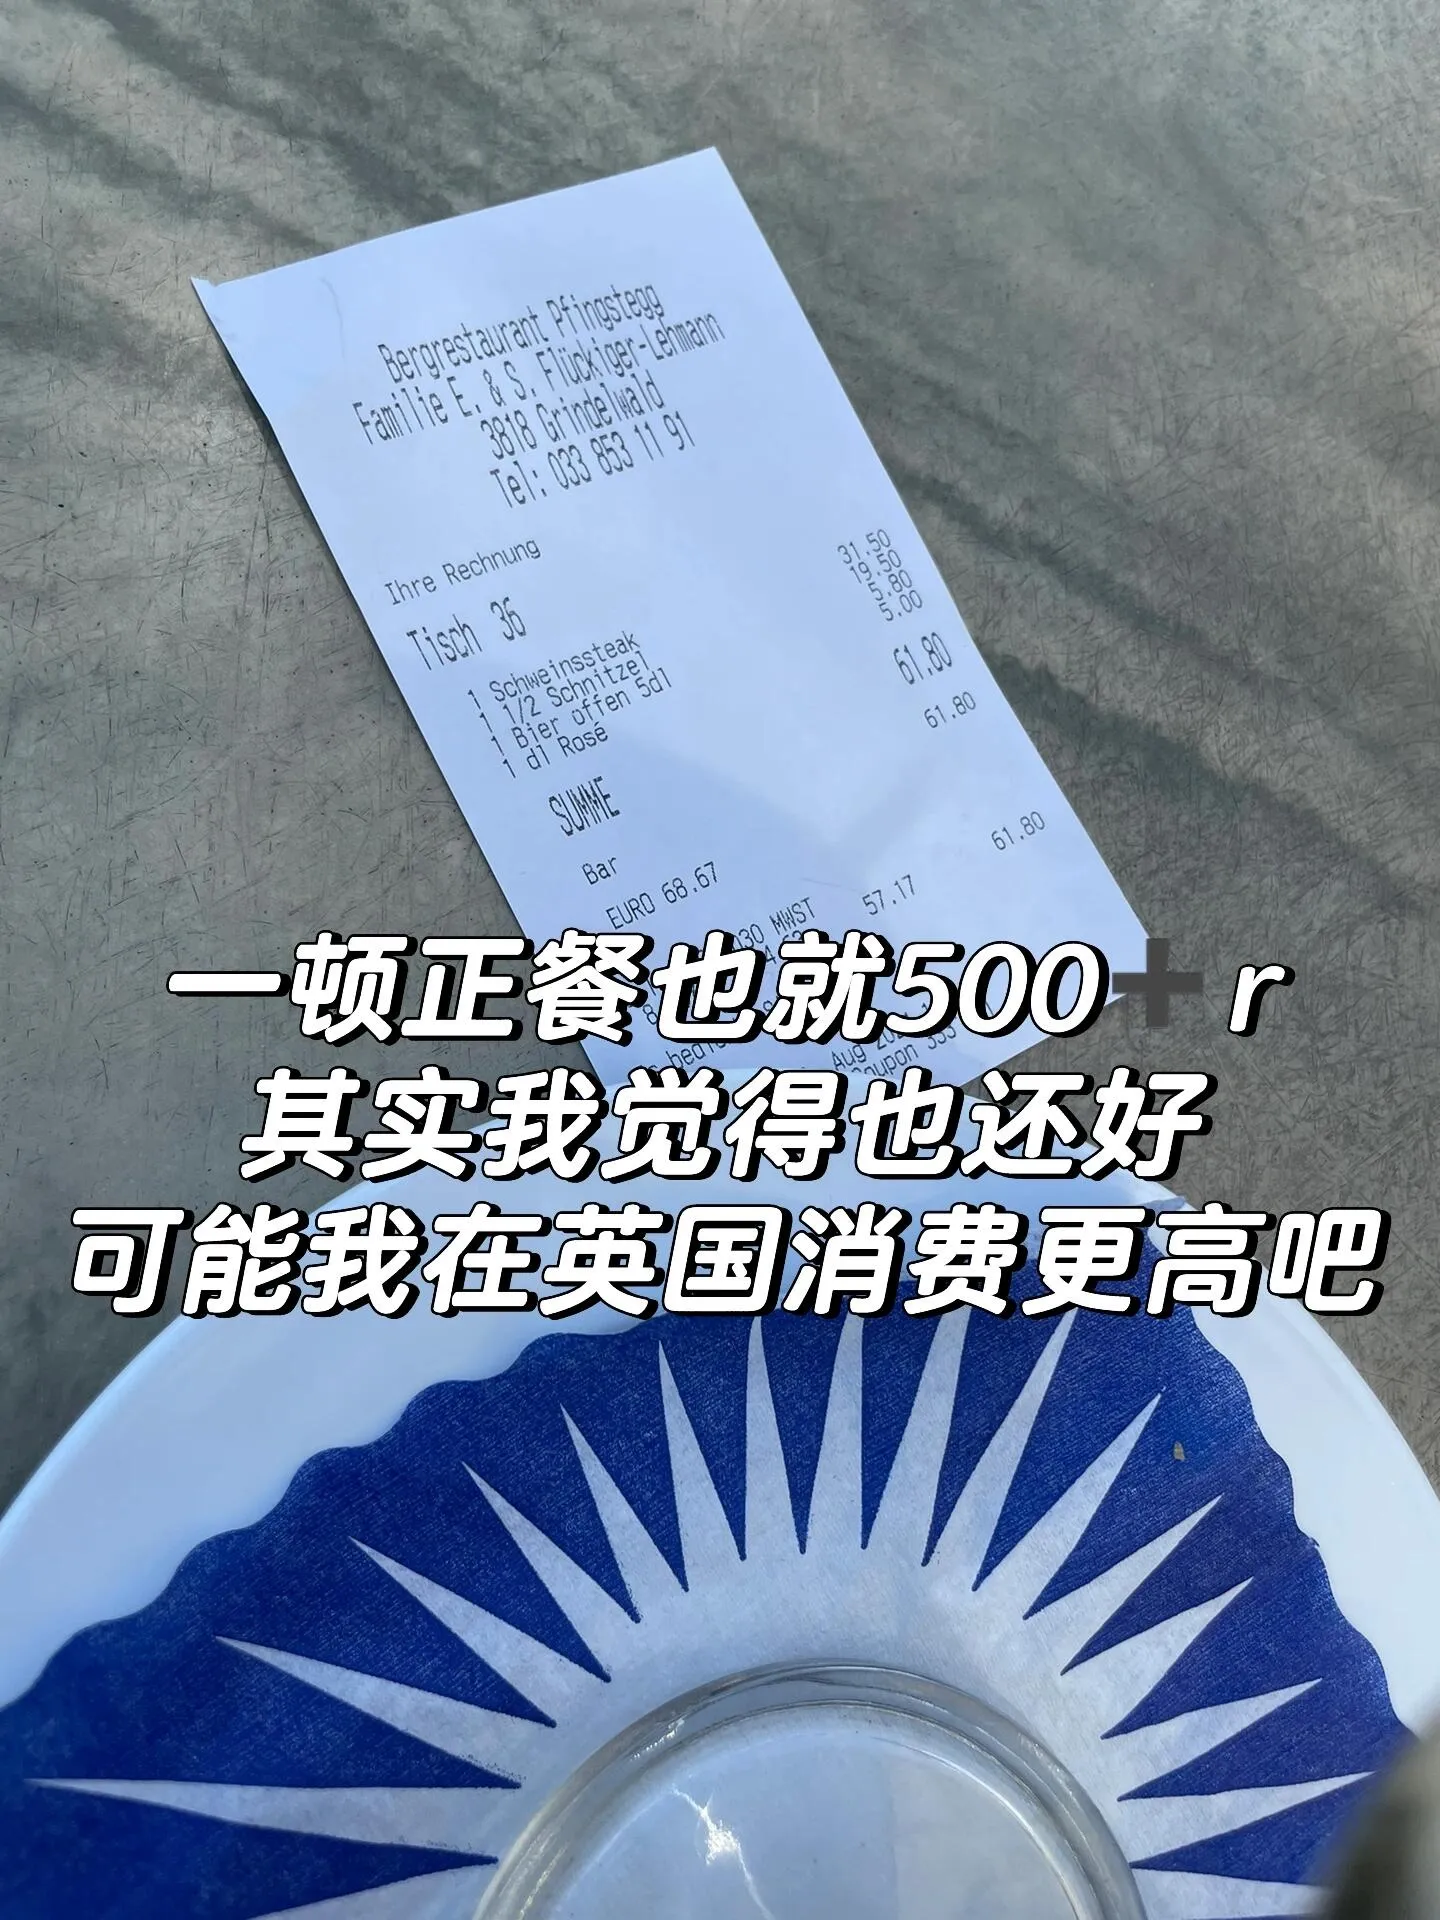 Bergrestaurant Pfingstegg
Familie E. & S. Flückiger-Lehmann
3818 Grindelwald
Tel: 033 853 11 91
Ihre Rechnung
Tisch 36
1 Schweinssteak 31.50
1 1/2 Schnitzel 19.50
1 Bier offen 5dl 5.80
1 dl Rosé 5.00
SUMME 61.80
Bar 61.80
EURO 68.67
MWST 57.17 61.80
Aug
一顿正餐也就500➕r
其实我觉得也还好
可能我在英国消费更高吧